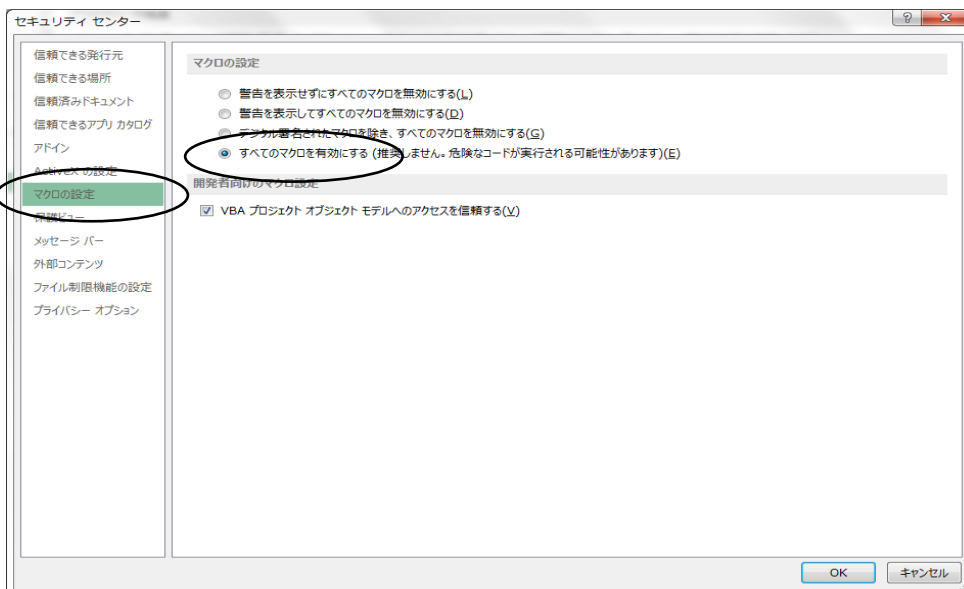 セキュリティ センター
信頼できる発行元
信頼できる場所
信頼済みドキュメント
信頼できるアプリ カタログ
アドイン
ActiveX の設定
マクロの設定
保護ビュー
メッセージ バー
外部コンテンツ
ファイル制限機能の設定
プライバシー オプション
マクロの設定
警告を表示せずにすべてのマクロを無効にする(L)
警告を表示してすべてのマクロを無効にする(D)
デジタル署名されたマクロを除き、すべてのマクロを無効にする(G)
すべてのマクロを有効にする (推奨しません。危険なコードが実行される可能性があります)(E)
開発者向けのマクロ設定
VBA プロジェクト オブジェクト モデルへのアクセスを信頼する(V)
OK
キャンセル